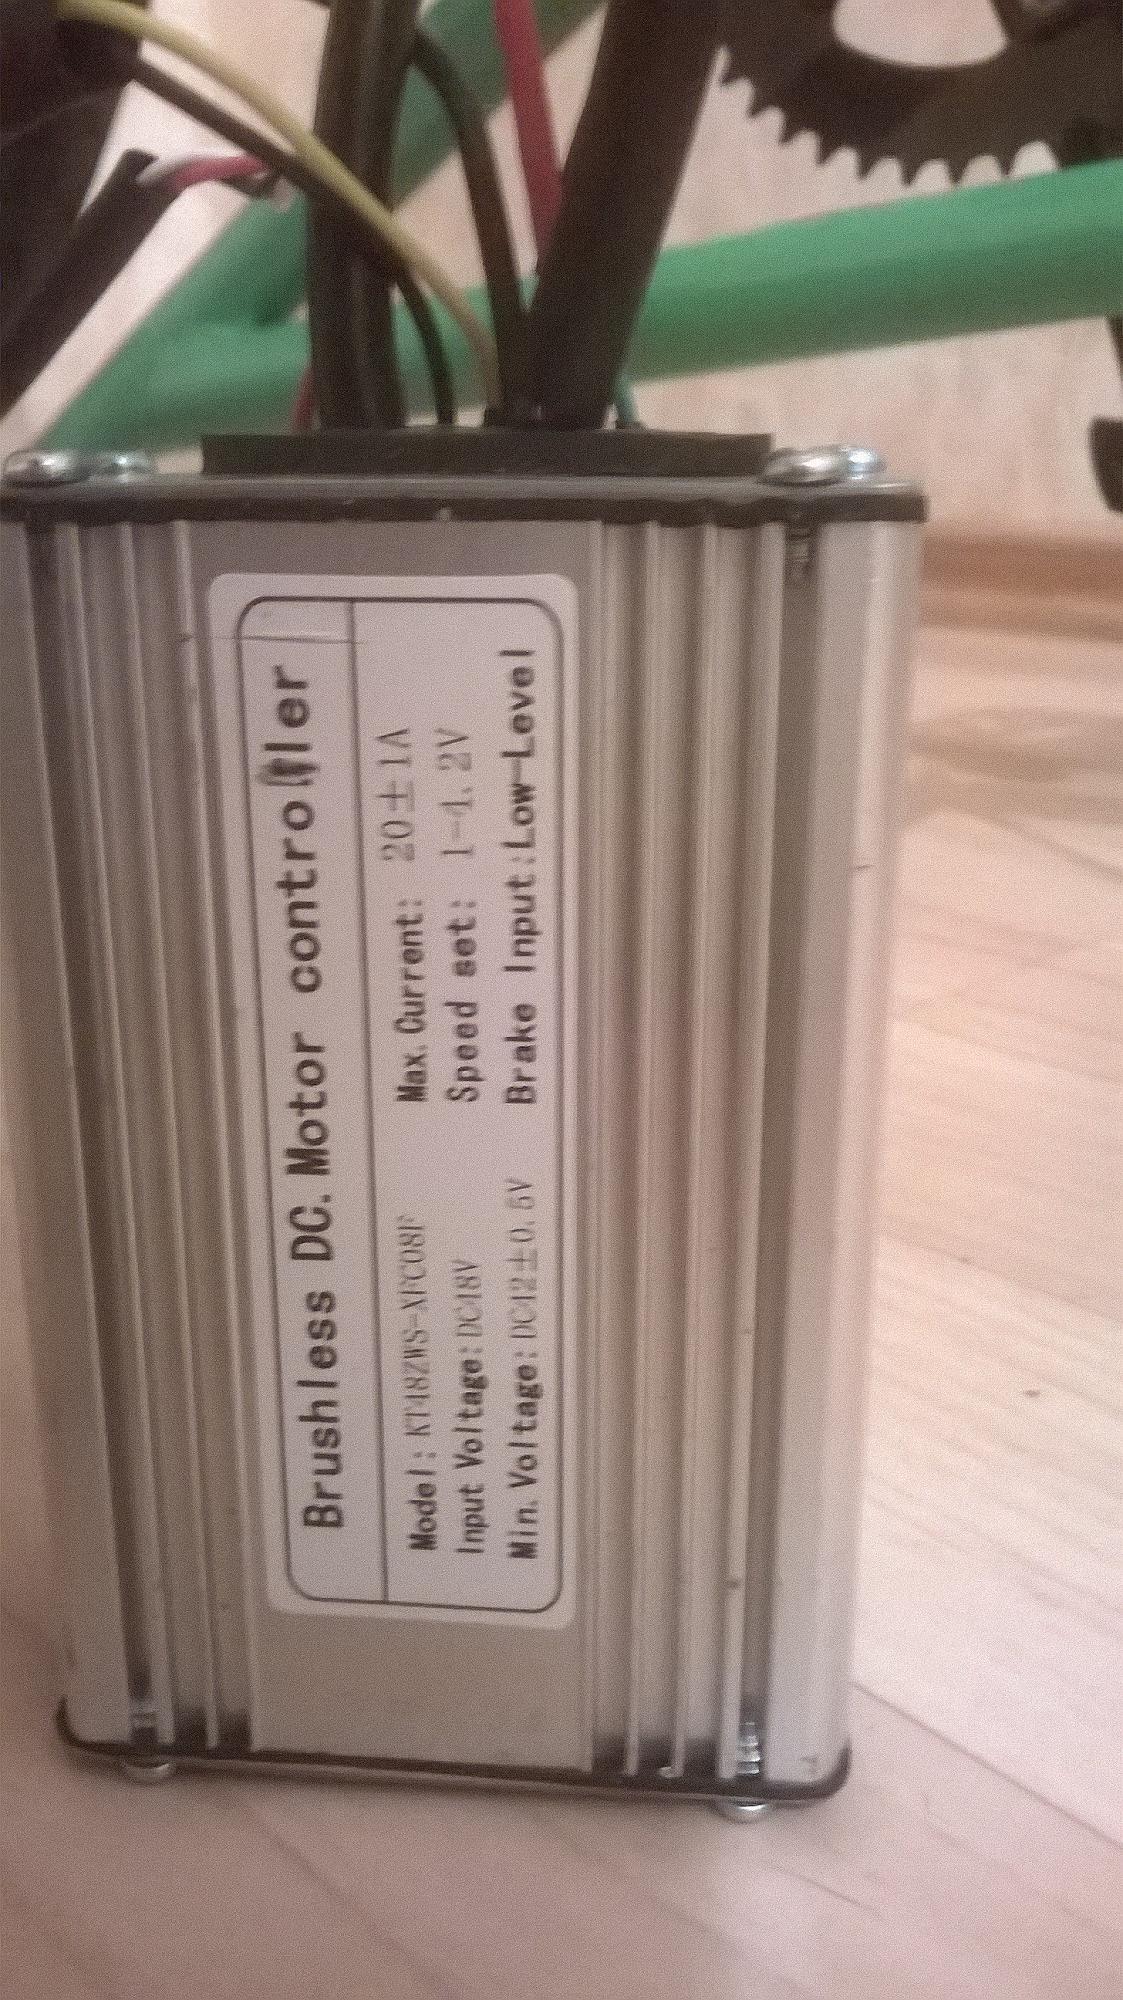 Brushless DC. Motor controller
Model: KT48ZWS-XFC08F
Max. Current: 20±1A
Input Voltage: DC48V
Speed set: 1-4.2V
Min. Voltage: DC42±0.5V
Brake Input:Low-Level